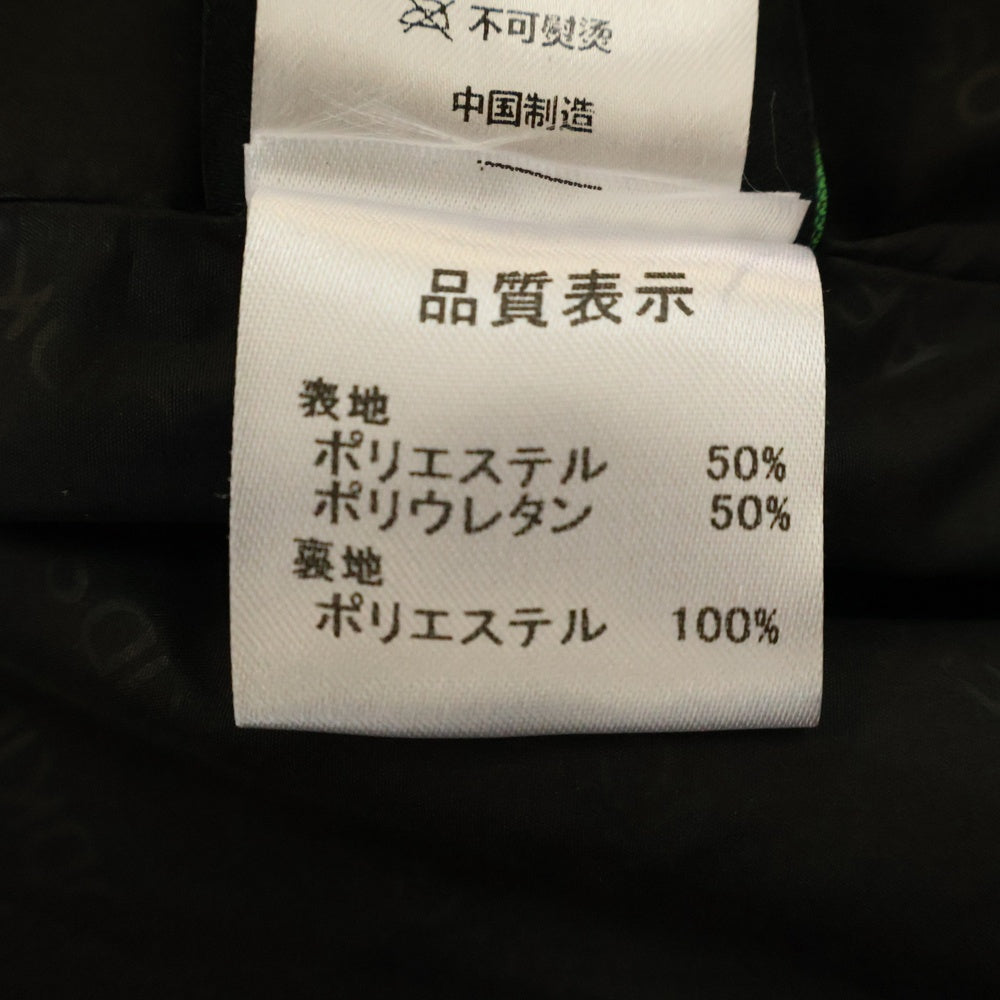 不可熨烫
中国制造
品質表示
表地
ポリエステル 50%
ポリウレタン 50%
裏地
ポリエステル 100%